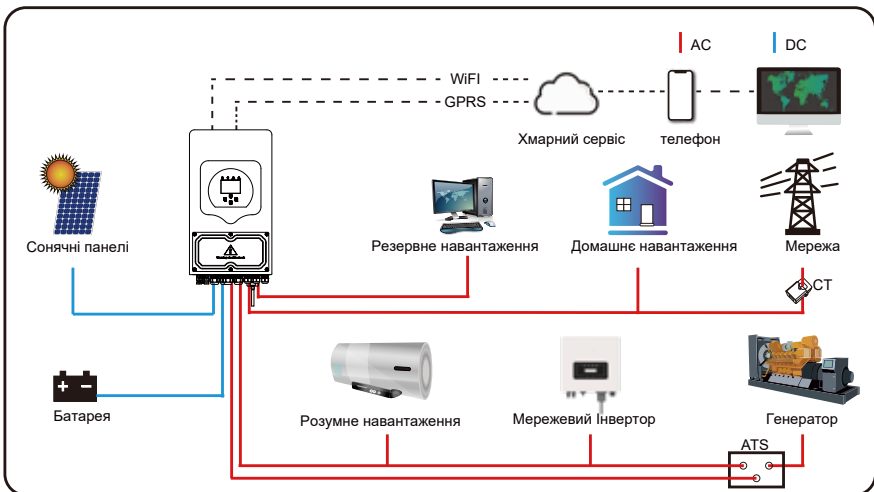 AC
DC
WiFI
GPRS
Хмарний сервіс
телефон
Сонячні панелі
Резервне навантаження
Домашнє навантаження
Мережа
CT
Батарея
Розумне навантаження
Мережевий Інвертор
Генератор
ATS